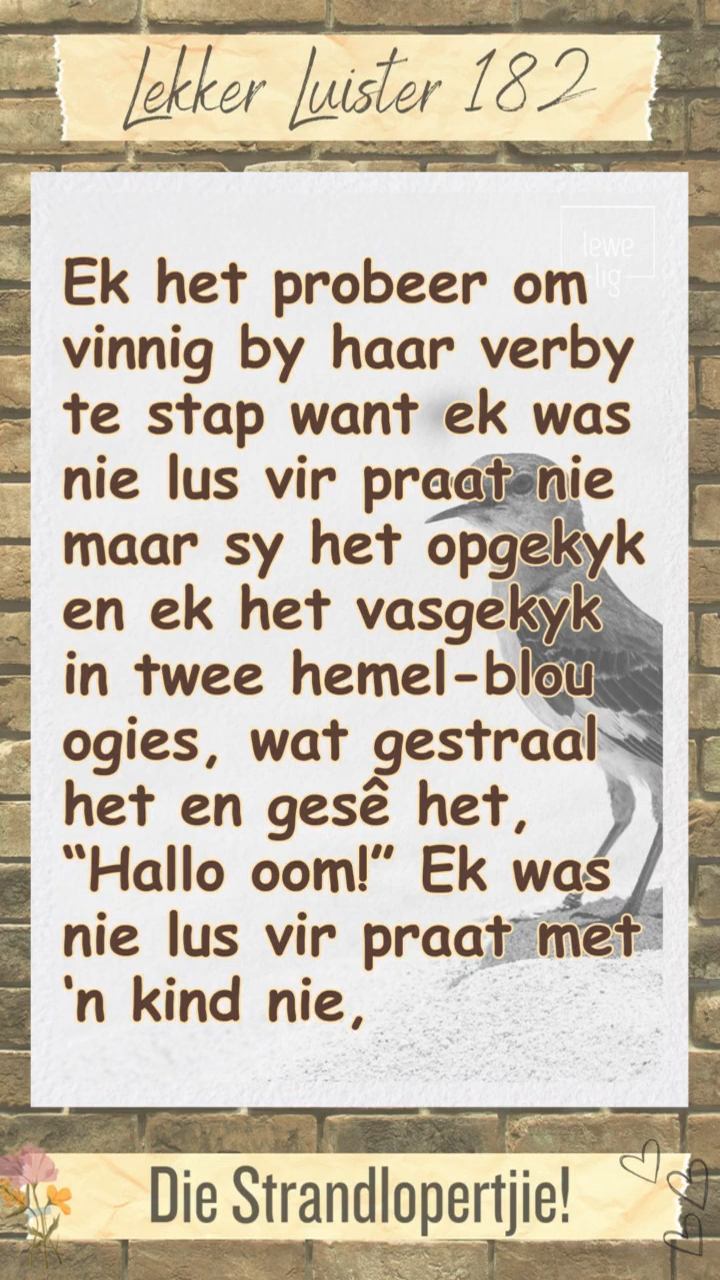 Lekker Luister 182
lewe
lig
Ek het probeer om
vinnig by haar verby
te stap want ek was
nie lus vir praat nie
maar sy het opgekyk
en ek het vasgekyk
in twee hemel-blou
ogies, wat gestraal
het en gesê het,
“Hallo oom!” Ek was
nie lus vir praat met
‘n kind nie,
Die Strandlopertjie!